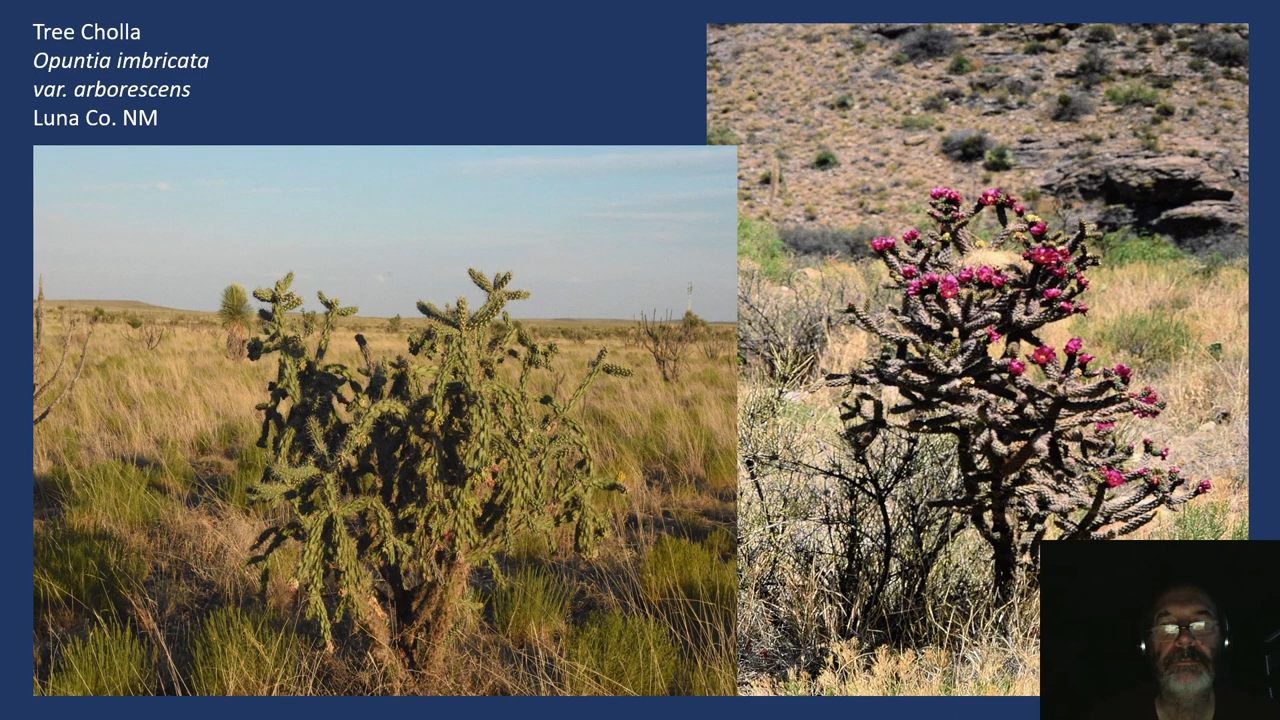 Tree Cholla
Opuntia imbricata
var. arborescens
Luna Co. NM